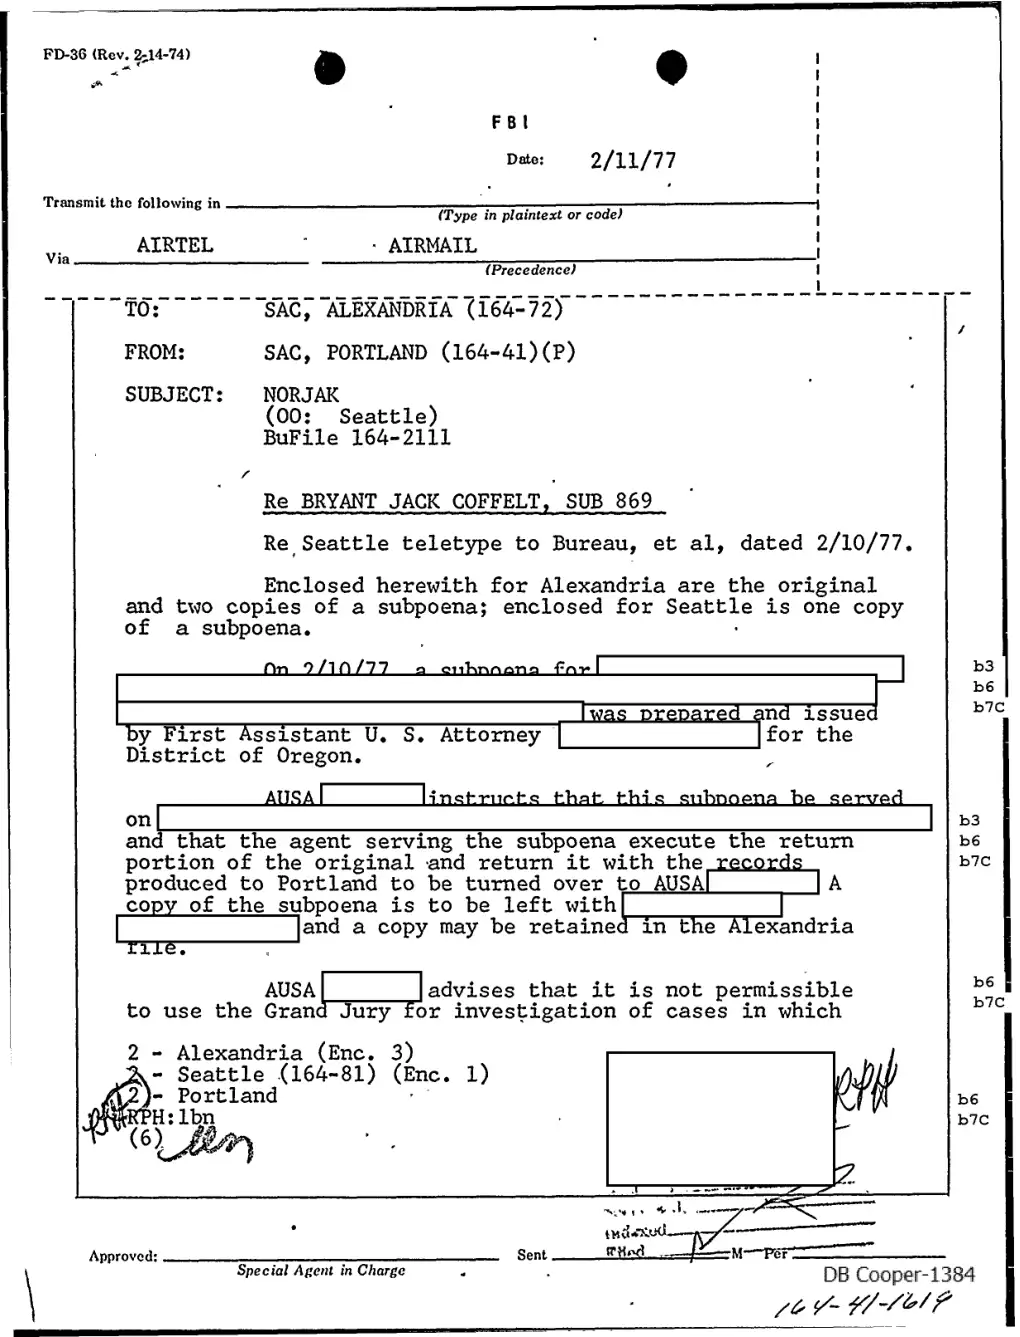 FD-36 (Rev. 2-14-74)
F B I
Date: 2/11/77
Transmit the following in
(Type in plaintext or code)
Via AIRTEL AIRMAIL
(Precedence)
TO: SAC, ALEXANDRIA (164-72)
FROM: SAC, PORTLAND (164-41)(P)
SUBJECT: NORJAK
(OO: Seattle)
BuFile 164-2111
Re BRYANT JACK COFFELT, SUB 869
Re Seattle teletype to Bureau, et al, dated 2/10/77.
Enclosed herewith for Alexandria are the original
and two copies of a subpoena; enclosed for Seattle is one copy
of a subpoena.
On 2/10/77 a subpoena for
b3
b6
was prepared and issued b7C
by First Assistant U. S. Attorney for the
District of Oregon.
AUSA instructs that this subpoena be served
on b3
and that the agent serving the subpoena execute the return b6
portion of the original and return it with the records b7C
produced to Portland to be turned over to AUSA A
copy of the subpoena is to be left with
and a copy may be retained in the Alexandria
file.
AUSA advises that it is not permissible b6
to use the Grand Jury for investigation of cases in which b7C
2 - Alexandria (Enc. 3)
2 - Seattle (164-81) (Enc. 1)
2 - Portland b6
RPH:lbn RPH b7C
(6)
Indexed
Filed
Approved: Sent M Per
Special Agent in Charge
DB Cooper-1384
164-41-1619